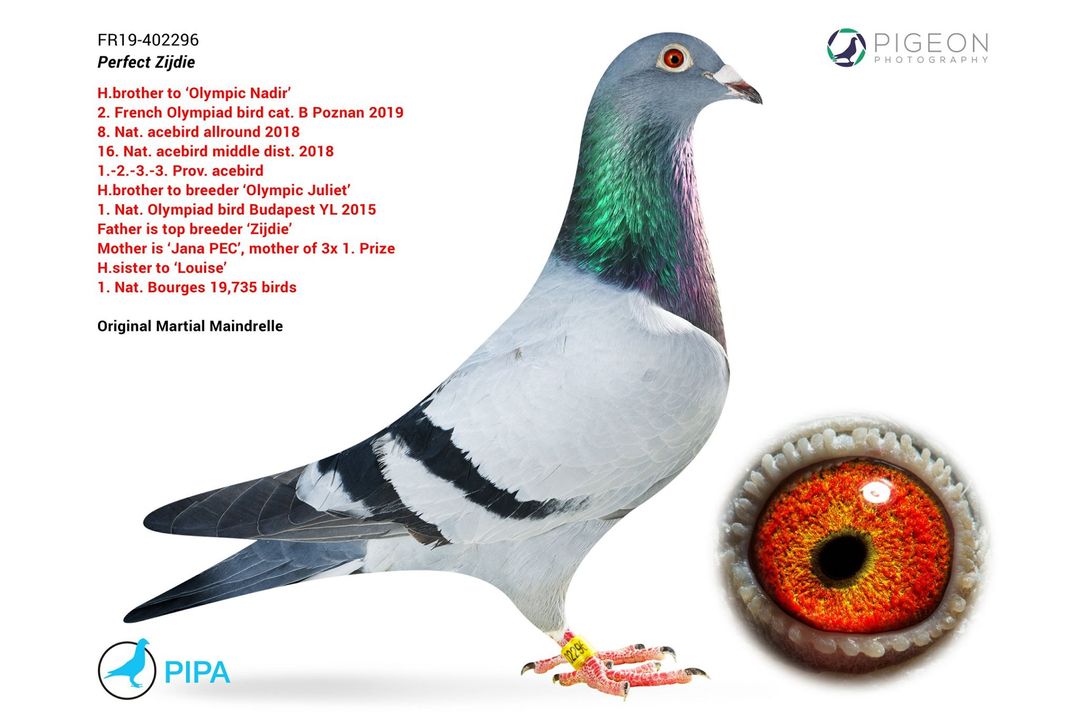 FR19-402296
Perfect Zijdie
H.brother to ‘Olympic Nadir’
2. French Olympiad bird cat. B Poznan 2019
8. Nat. acebird allround 2018
16. Nat. acebird middle dist. 2018
1.-2.-3.-3. Prov. acebird
H.brother to breeder ‘Olympic Juliet’
1. Nat. Olympiad bird Budapest YL 2015
Father is top breeder ‘Zijdie’
Mother is ‘Jana PEC’, mother of 3x 1. Prize
H.sister to ‘Louise’
1. Nat. Bourges 19,735 birds
Original Martial Maindrelle
PIGEON
PHOTOGRAPHY
PIPA